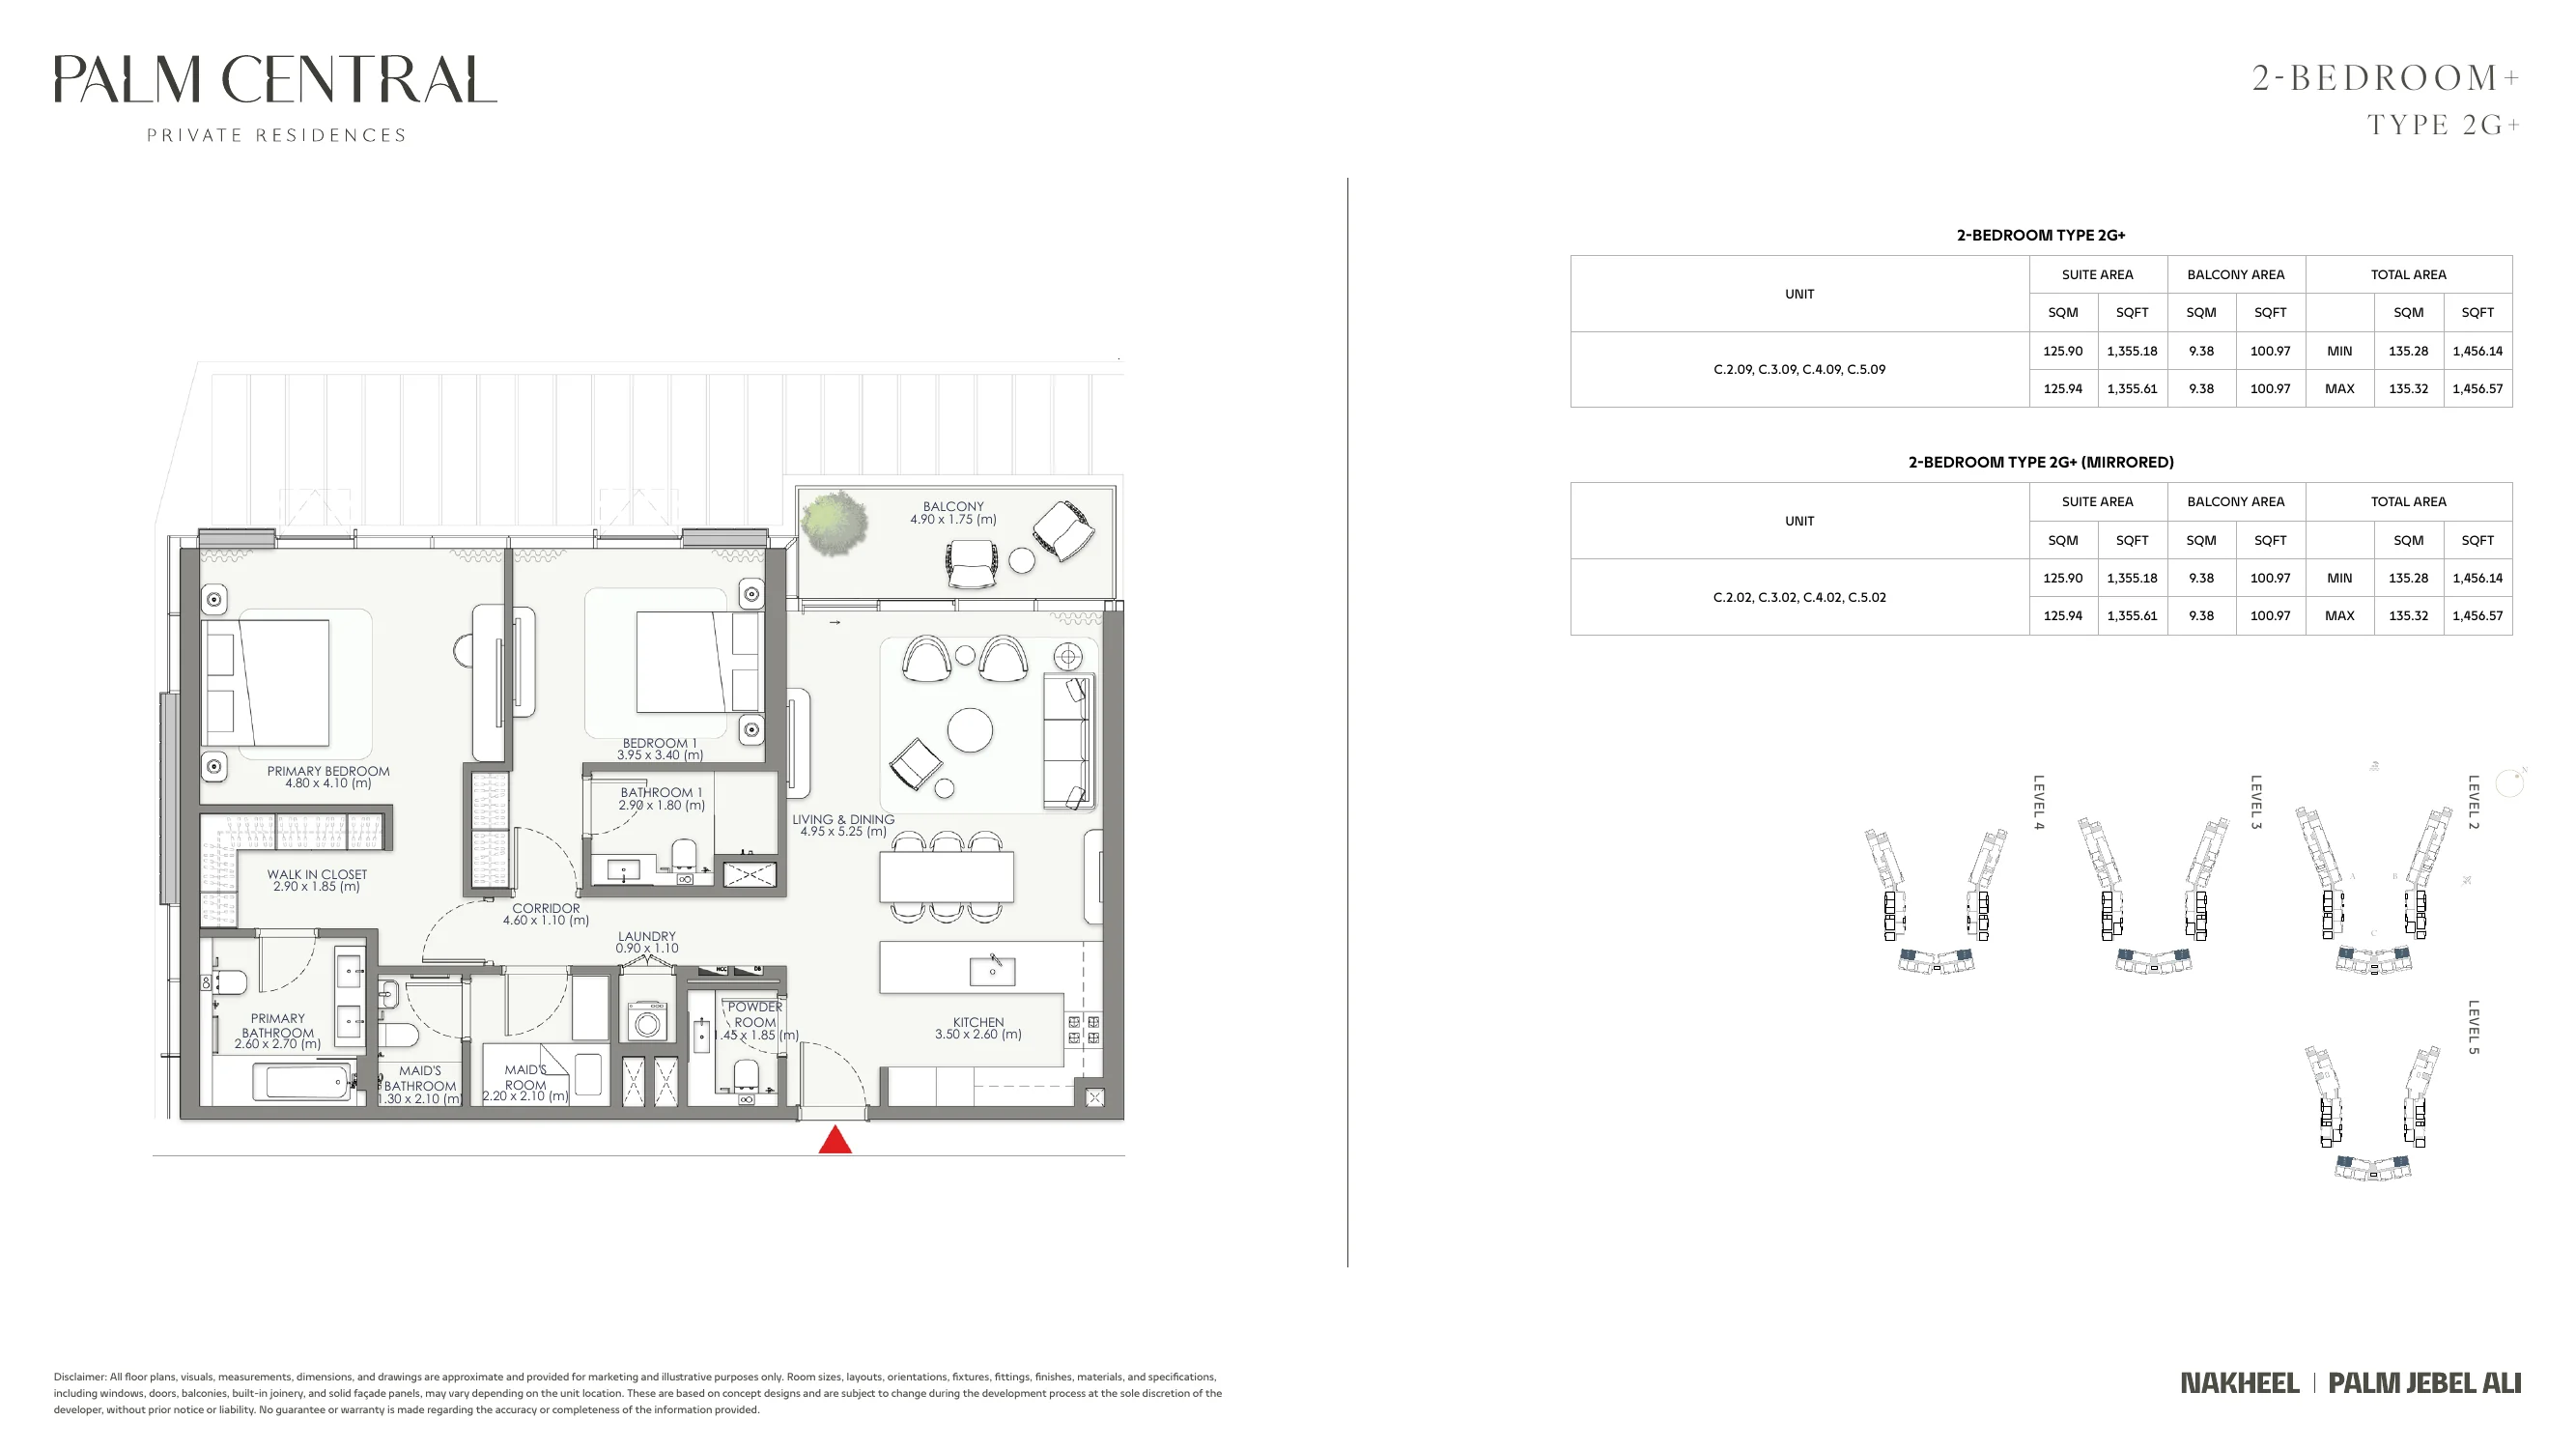 PALM CENTRAL
PRIVATE RESIDENCES
2-BEDROOM+
TYPE 2G+
BALCONY
4.90 x 1.75 (m)
BEDROOM 1
3.95 x 3.40 (m)
PRIMARY BEDROOM
4.80 x 4.10 (m)
BATHROOM 1
2.90 x 1.80 (m)
LIVING & DINING
4.95 x 5.25 (m)
WALK IN CLOSET
2.90 x 1.85 (m)
CORRIDOR
4.60 x 1.10 (m)
LAUNDRY
0.90 x 1.10
PRIMARY
BATHROOM
2.60 x 2.70 (m)
MAID'S
BATHROOM
1.30 x 2.10 (m)
MAID'S
ROOM
2.20 x 2.10 (m)
POWDER
ROOM
1.45 x 1.85 (m)
KITCHEN
3.50 x 2.60 (m)
2-BEDROOM TYPE 2G+
UNIT SUITE AREA BALCONY AREA TOTAL AREA
SQM SQFT SQM SQFT SQM SQFT
C.2.09, C.3.09, C.4.09, C.5.09
125.90 1,355.18 9.38 100.97 MIN 135.28 1,456.14
125.94 1,355.61 9.38 100.97 MAX 135.32 1,456.57
2-BEDROOM TYPE 2G+ (MIRRORED)
UNIT SUITE AREA BALCONY AREA TOTAL AREA
SQM SQFT SQM SQFT SQM SQFT
C.2.02, C.3.02, C.4.02, C.5.02
125.90 1,355.18 9.38 100.97 MIN 135.28 1,456.14
125.94 1,355.61 9.38 100.97 MAX 135.32 1,456.57
LEVEL 4
LEVEL 3
LEVEL 2
N
A
B
C
LEVEL 5
Disclaimer: All floor plans, visuals, measurements, dimensions, and drawings are approximate and provided for marketing and illustrative purposes only. Room sizes, layouts, orientations, fixtures, fittings, finishes, materials, and specifications,
including windows, doors, balconies, built-in joinery, and solid façade panels, may vary depending on the unit location. These are based on concept designs and are subject to change during the development process at the sole discretion of the
developer, without prior notice or liability. No guarantee or warranty is made regarding the accuracy or completeness of the information provided.
NAKHEEL | PALM JEBEL ALI